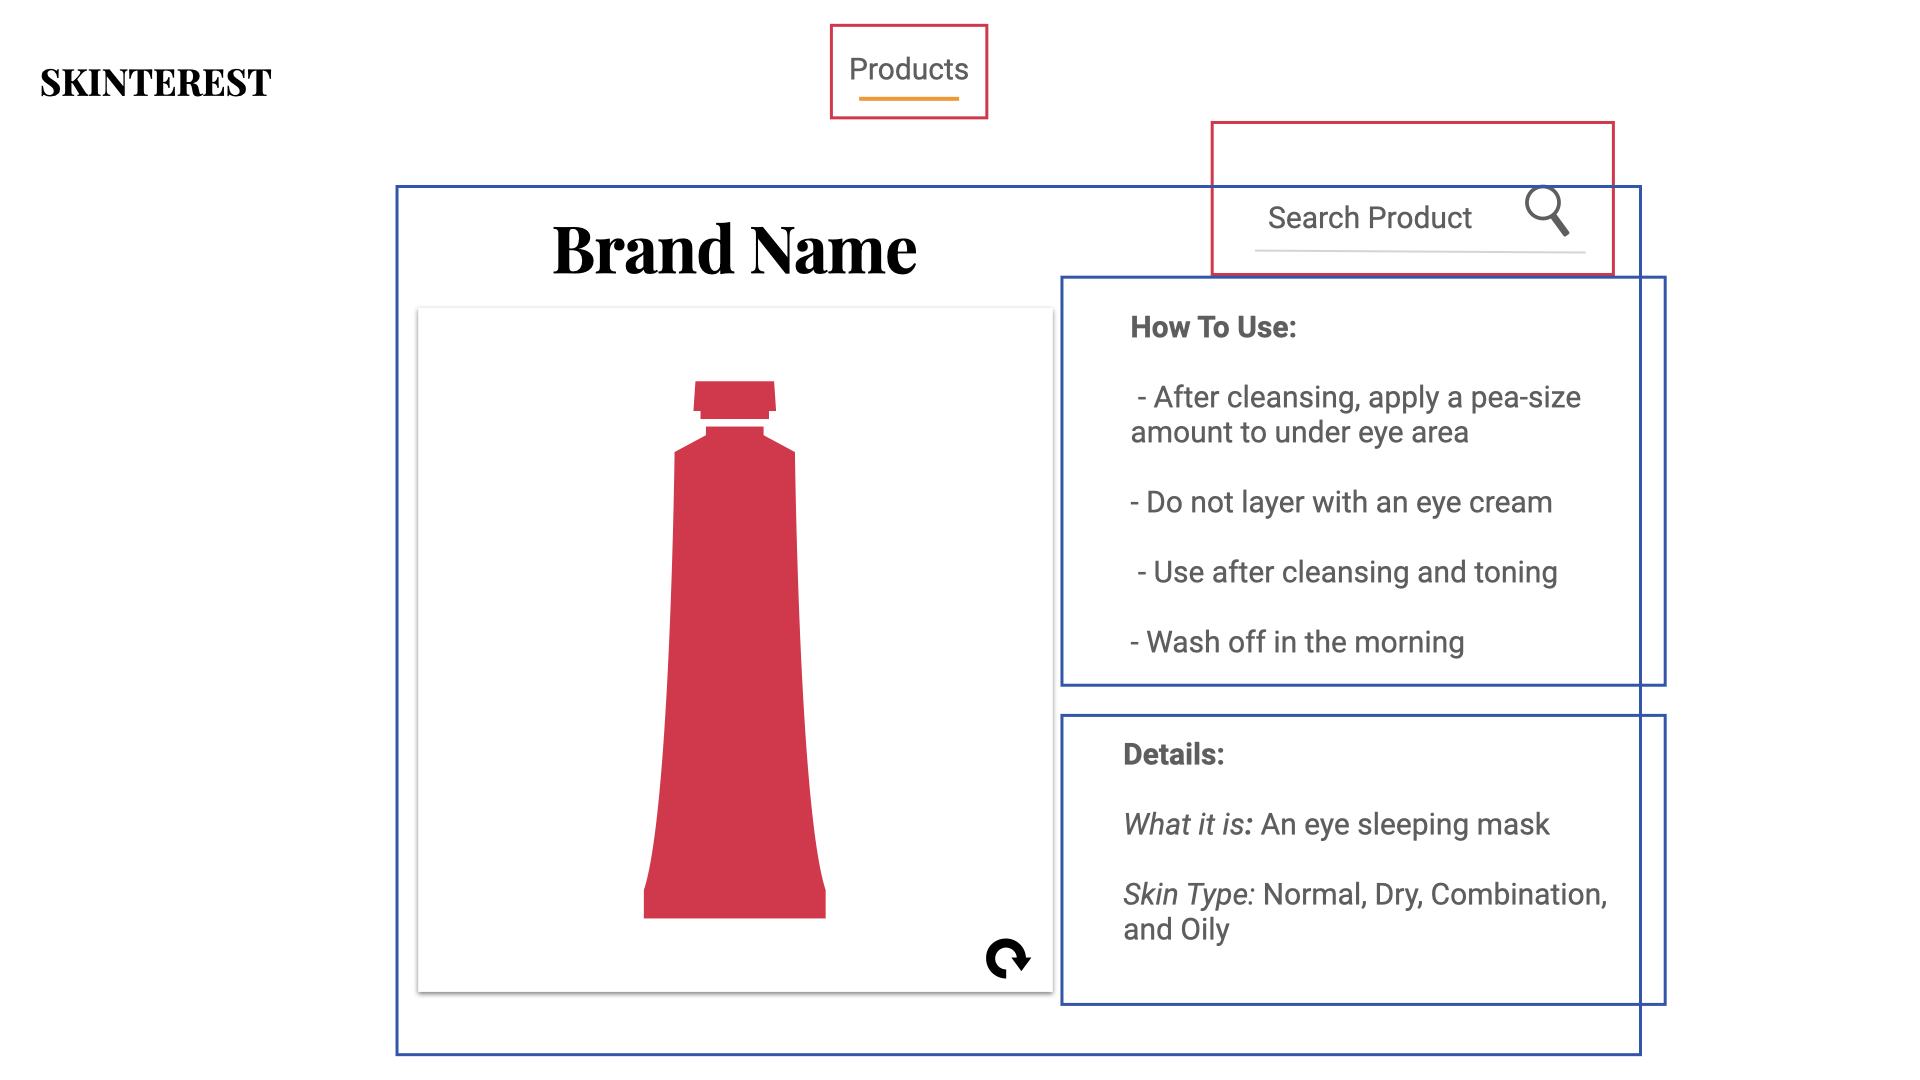 SKINTEREST
Products
Search Product
Brand Name
How To Use:
- After cleansing, apply a pea-size
amount to under eye area
- Do not layer with an eye cream
- Use after cleansing and toning
- Wash off in the morning
Details:
What it is: An eye sleeping mask
Skin Type: Normal, Dry, Combination,
and Oily